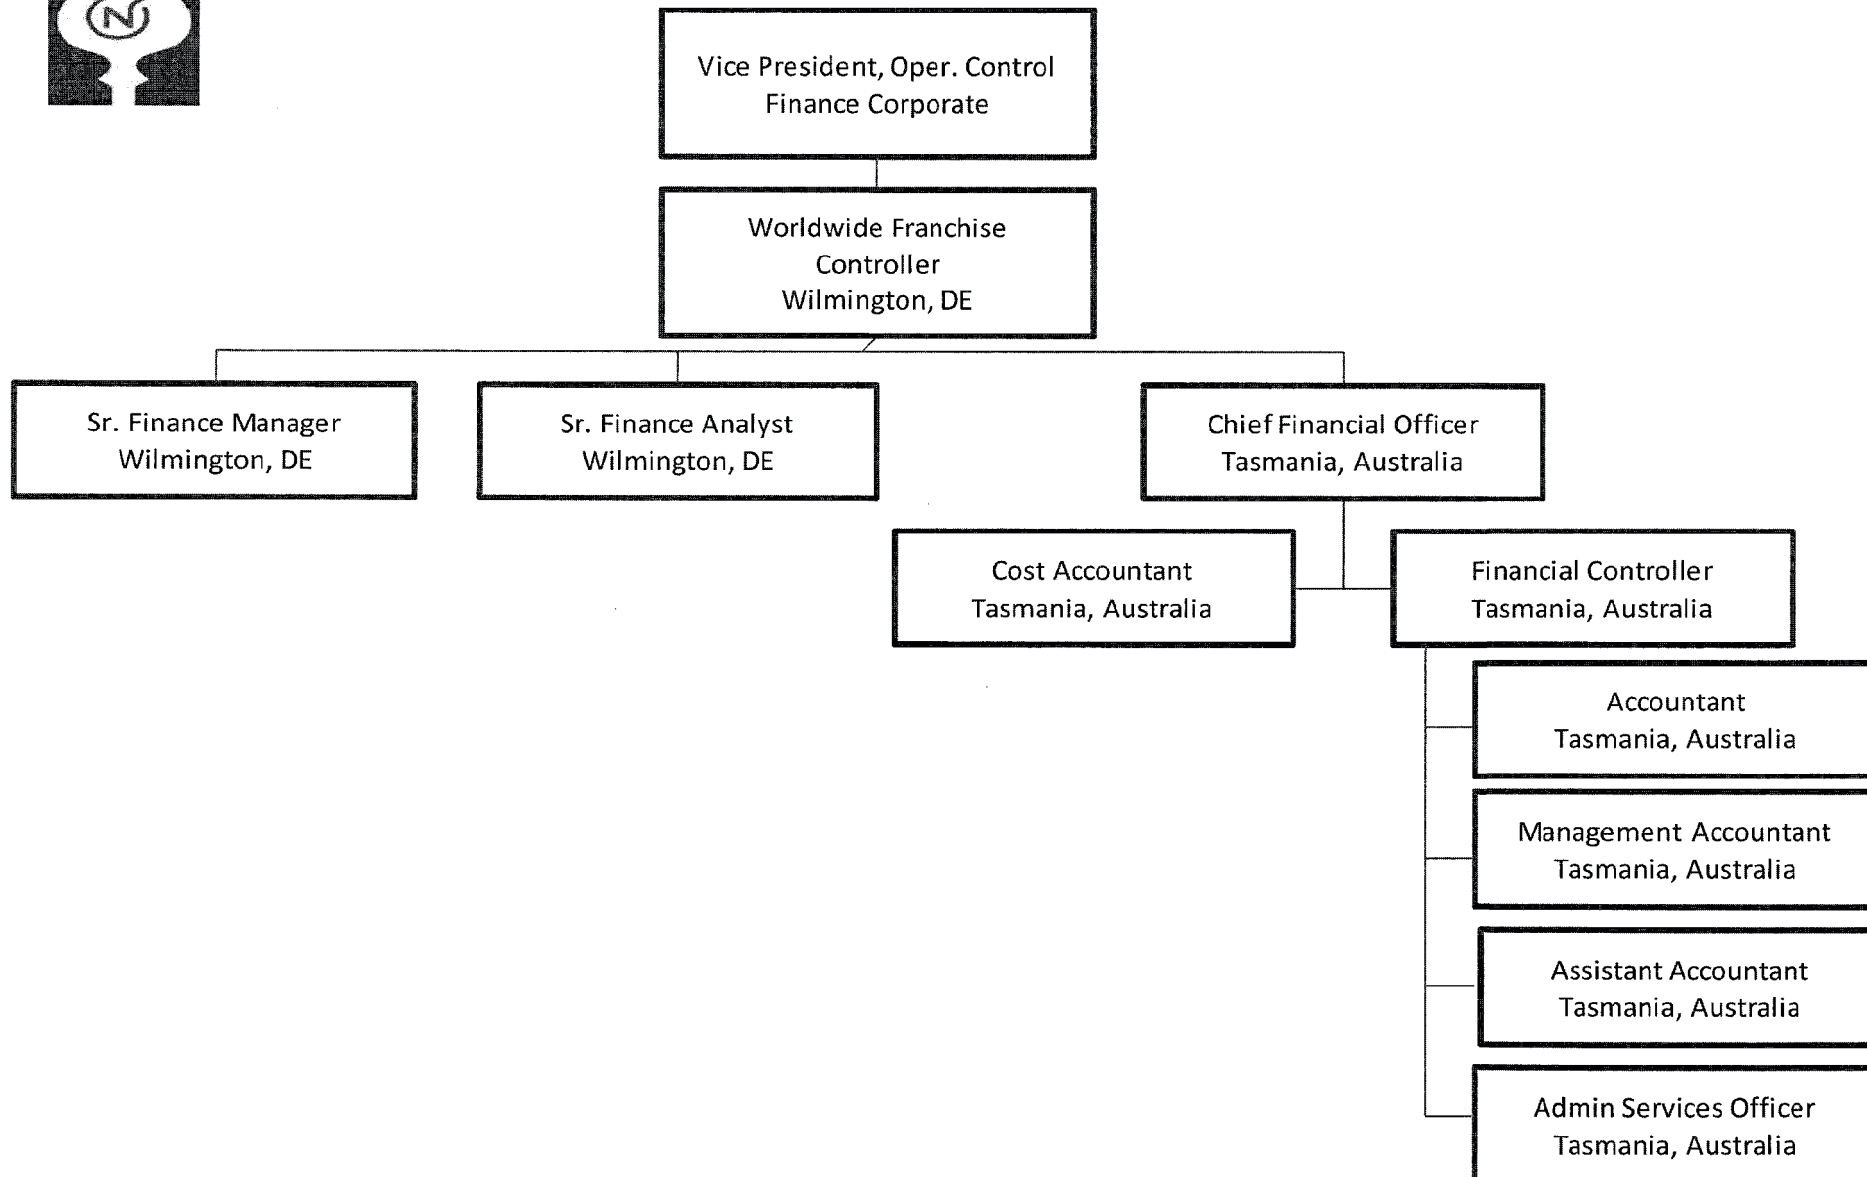 Vice President, Oper. Control
Finance Corporate
Worldwide Franchise
Controller
Wilmington, DE
Sr. Finance Manager
Wilmington, DE
Sr. Finance Analyst
Wilmington, DE
Chief Financial Officer
Tasmania, Australia
Cost Accountant
Tasmania, Australia
Financial Controller
Tasmania, Australia
Accountant
Tasmania, Australia
Management Accountant
Tasmania, Australia
Assistant Accountant
Tasmania, Australia
Admin Services Officer
Tasmania, Australia